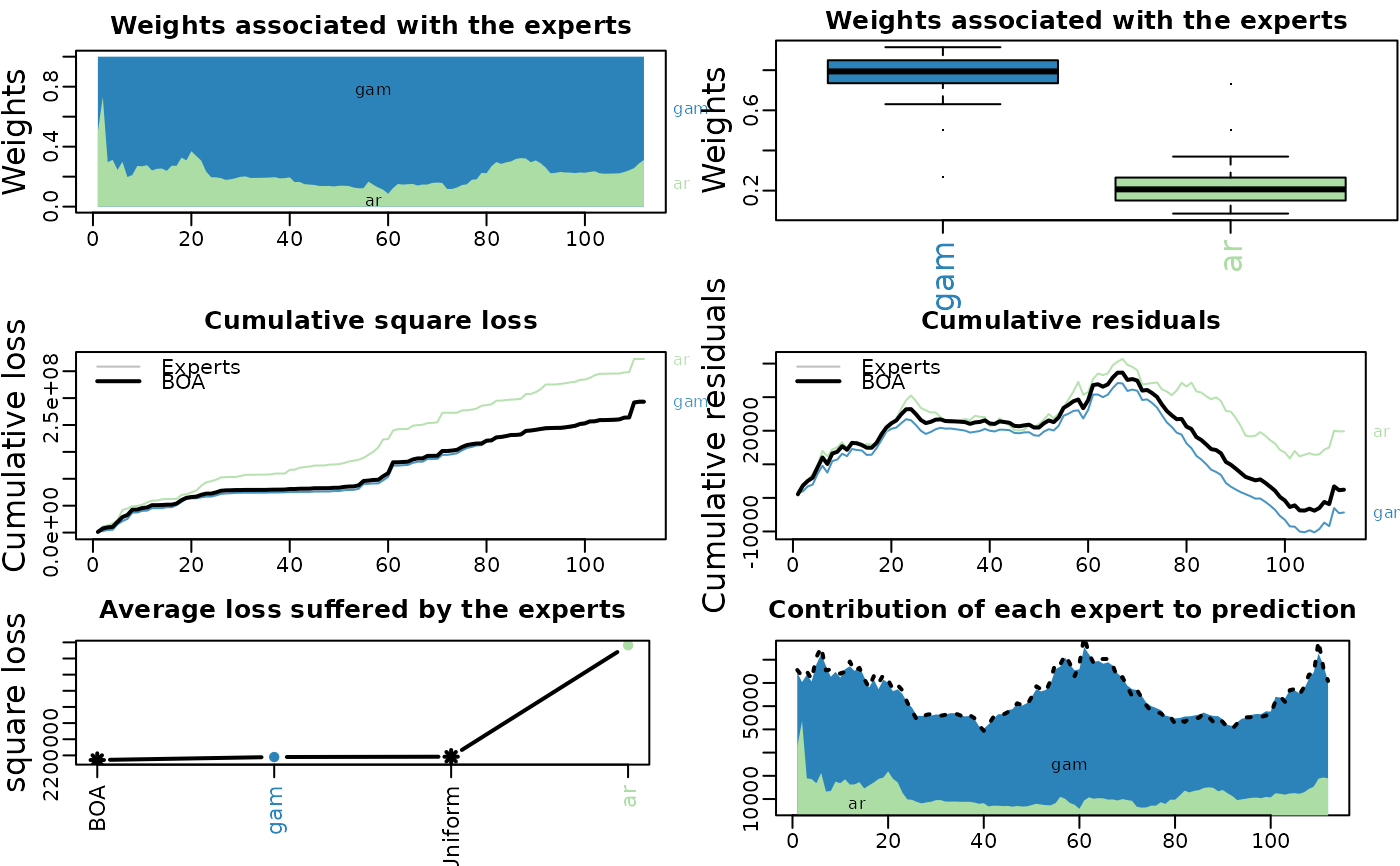 Weights associated with the experts
Weights
0.0 0.4 0.8
gam
ar
gam
ar
0 20 40 60 80 100
Weights associated with the experts
Weights
0.2 0.6
gam
ar
Cumulative square loss
Cumulative loss
0.0e+00
Experts
BOA
ar
gam
0 20 40 60 80 100
Cumulative residuals
Cumulative residuals
-10000 10000
Experts
BOA
ar
gam
0 20 40 60 80 100
Average loss suffered by the experts
square loss
2200000
BOA
gam
Uniform
ar
Contribution of each expert to prediction
10000 50000
gam
ar
0 20 40 60 80 100